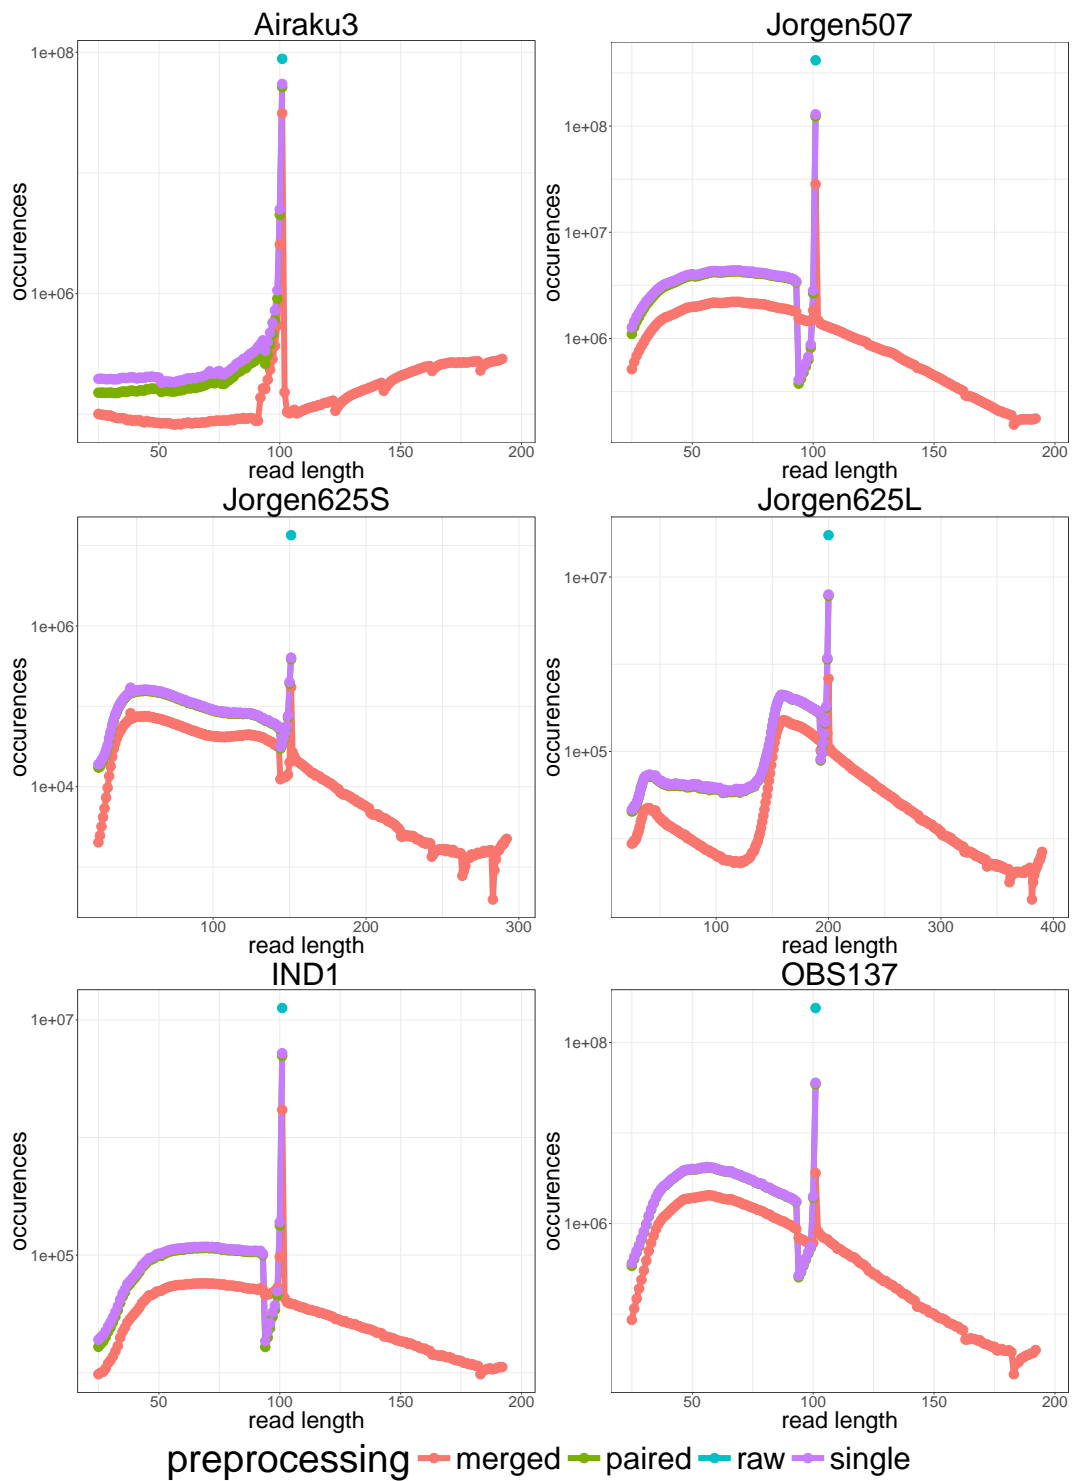 Airaku3
Jorgen507
occurences
1e+08
1e+06
50
100
150
200
read length
occurences
1e+08
1e+07
1e+06
50
100
150
200
read length
Jorgen625S
Jorgen625L
occurences
1e+06
1e+04
100
200
300
read length
occurences
1e+07
1e+05
100
200
300
400
read length
IND1
OBS137
occurences
1e+07
1e+05
50
100
150
200
read length
occurences
1e+08
1e+06
50
100
150
200
read length
preprocessing merged paired raw single